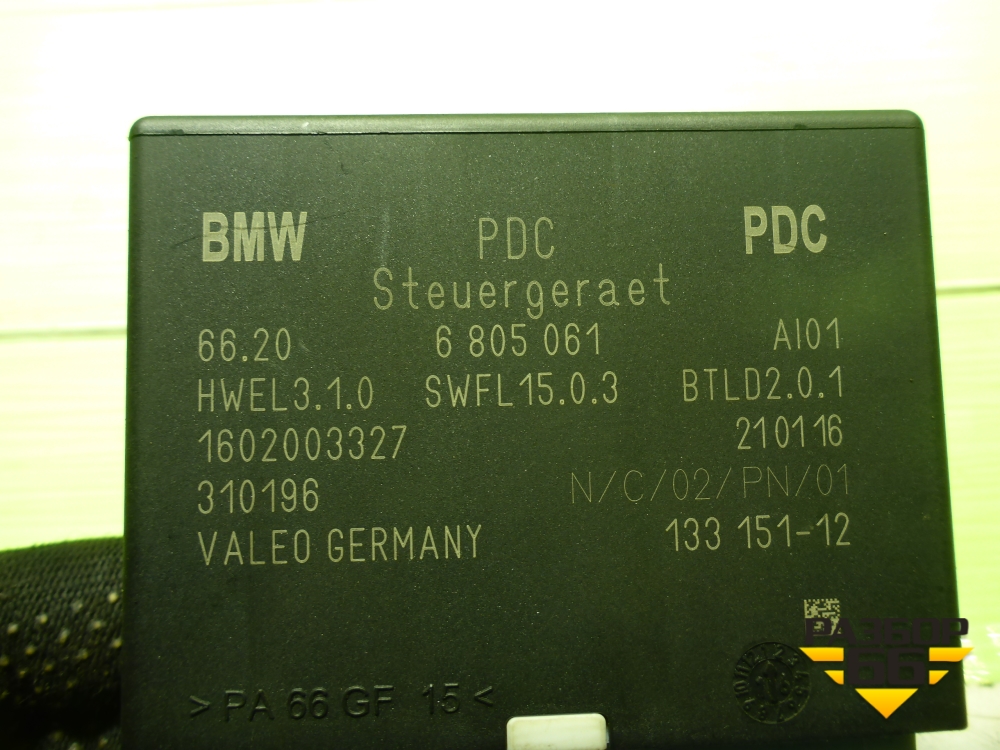 BMW PDC PDC
Steuergeraet
66.20 6 805 061 AI01
HWEL3.1.0 SWFL15.0.3 BTLD2.0.1
1602003327 210116
310196 N/C/02/PN/01
VALEO GERMANY 133 151-12
РАЗБОР
66
>PA 66 GF 15<